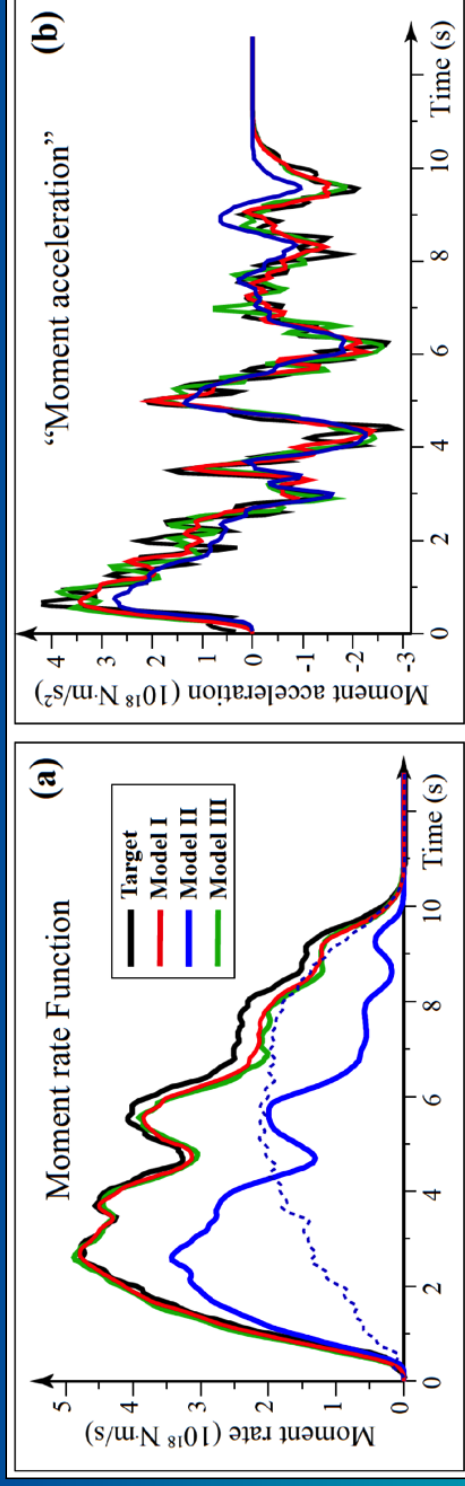 (a)
Moment rate Function
Target
Model I
Model II
Model III
Moment rate (10¹⁸ N·m/s)
5
4
3
2
1
0
0 2 4 6 8 10 Time (s)
(b)
“Moment acceleration”
Moment acceleration (10¹⁸ N·m/s²)
4
3
2
1
0
-1
-2
-3
0 2 4 6 8 10 Time (s)